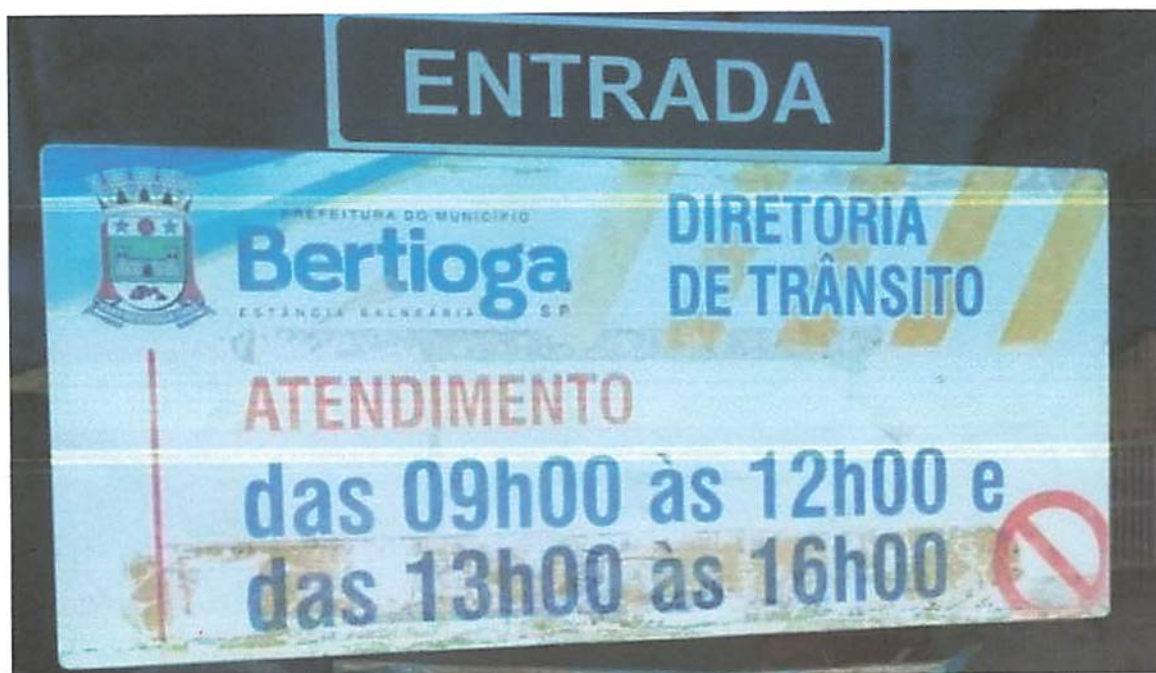 ENTRADA
PREFEITURA DO MUNICÍPIO
Bertioga
ESTÂNCIA BALNEÁRIA SP
DIRETORIA
DE TRÂNSITO
ATENDIMENTO
das 09h00 às 12h00 e
das 13h00 às 16h00